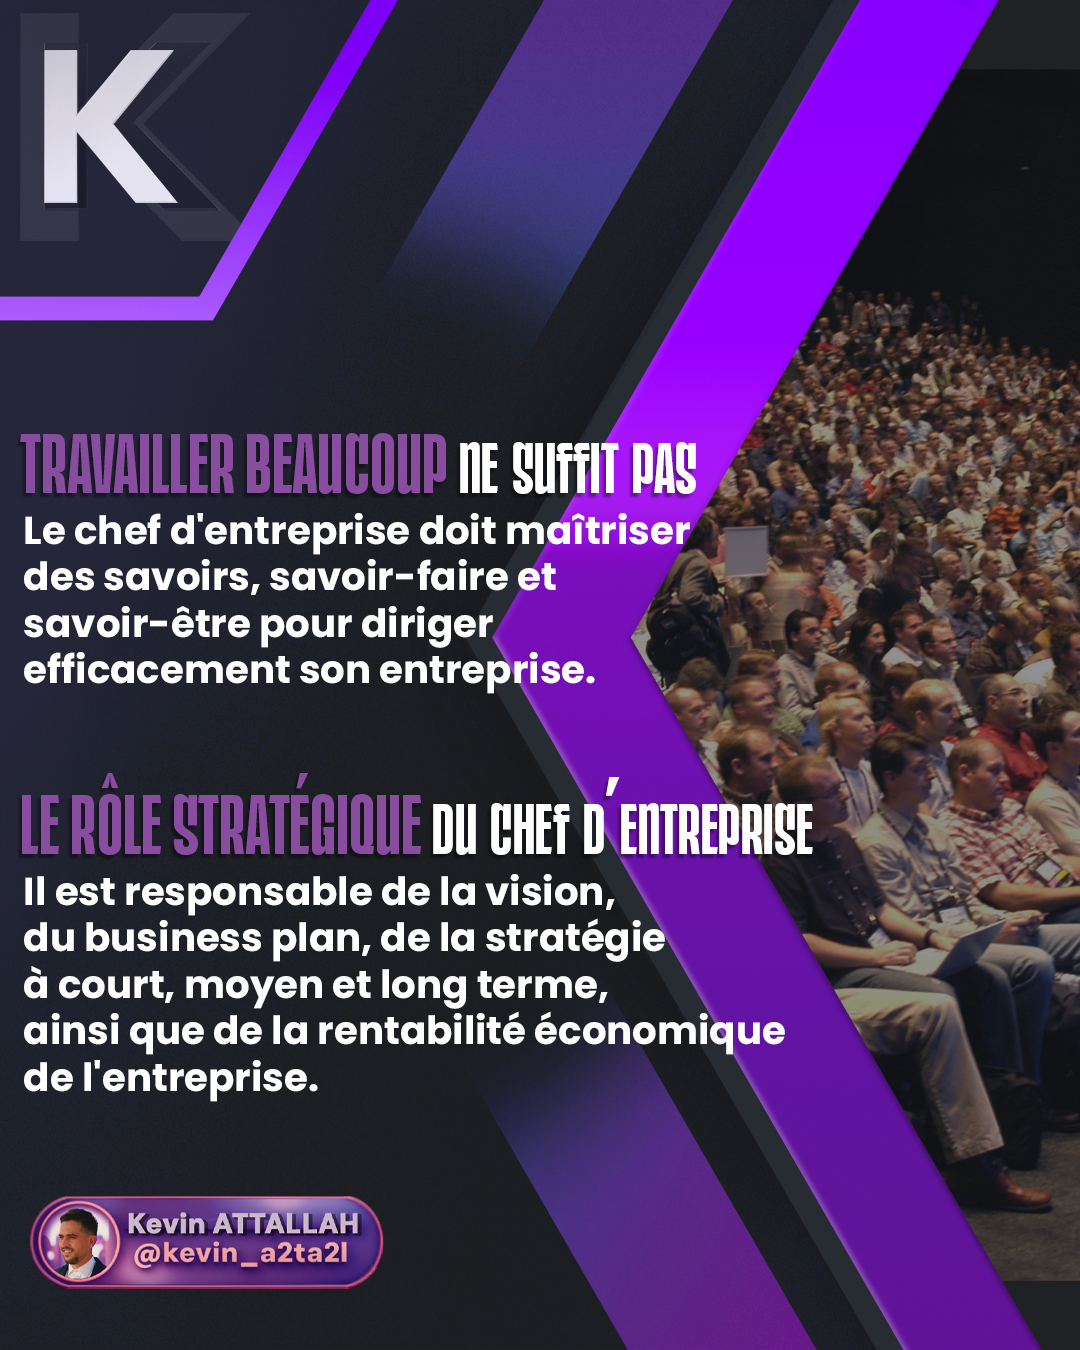 K
TRAVAILLER BEAUCOUP NE SUFFIT PAS
Le chef d'entreprise doit maîtriser
des savoirs, savoir-faire et
savoir-être pour diriger
efficacement son entreprise.
LE RÔLE STRATÉGIQUE DU CHEF D'ENTREPRISE
Il est responsable de la vision,
du business plan, de la stratégie
à court, moyen et long terme,
ainsi que de la rentabilité économique
de l'entreprise.
Kevin ATTALLAH
@kevin_a2ta2l